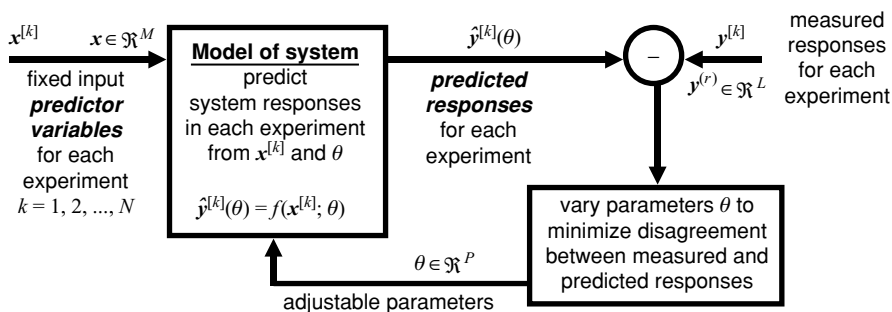 x^[k]
x ∈ ℜ^M
fixed input
predictor
variables
for each
experiment
k = 1, 2, ..., N
Model of system
predict
system responses
in each experiment
from x^[k] and θ
ŷ^[k](θ) = f(x^[k]; θ)
ŷ^[k](θ)
predicted
responses
for each
experiment
−
y^[k]
y^(r) ∈ ℜ^L
measured
responses
for each
experiment
vary parameters θ to
minimize disagreement
between measured and
predicted responses
θ ∈ ℜ^P
adjustable parameters